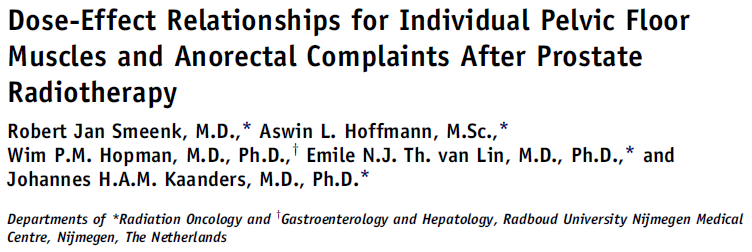 Dose-Effect Relationships for Individual Pelvic Floor
Muscles and Anorectal Complaints After Prostate
Radiotherapy
Robert Jan Smeenk, M.D.,* Aswin L. Hoffmann, M.Sc.,*
Wim P.M. Hopman, M.D., Ph.D.,† Emile N.J. Th. van Lin, M.D., Ph.D.,* and
Johannes H.A.M. Kaanders, M.D., Ph.D.*
Departments of *Radiation Oncology and †Gastroenterology and Hepatology, Radboud University Nijmegen Medical
Centre, Nijmegen, The Netherlands